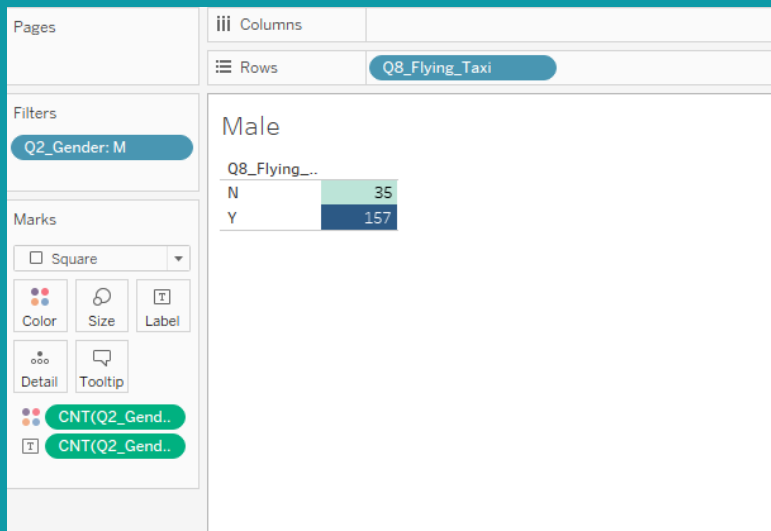 Pages
Columns
Rows
Q8_Flying_Taxi
Filters
Q2_Gender: M
Marks
Square
Color
Size
T
Label
Detail
Tooltip
CNT(Q2_Gend..
T
CNT(Q2_Gend..
Male
Q8_Flying_..
N 35
Y 157